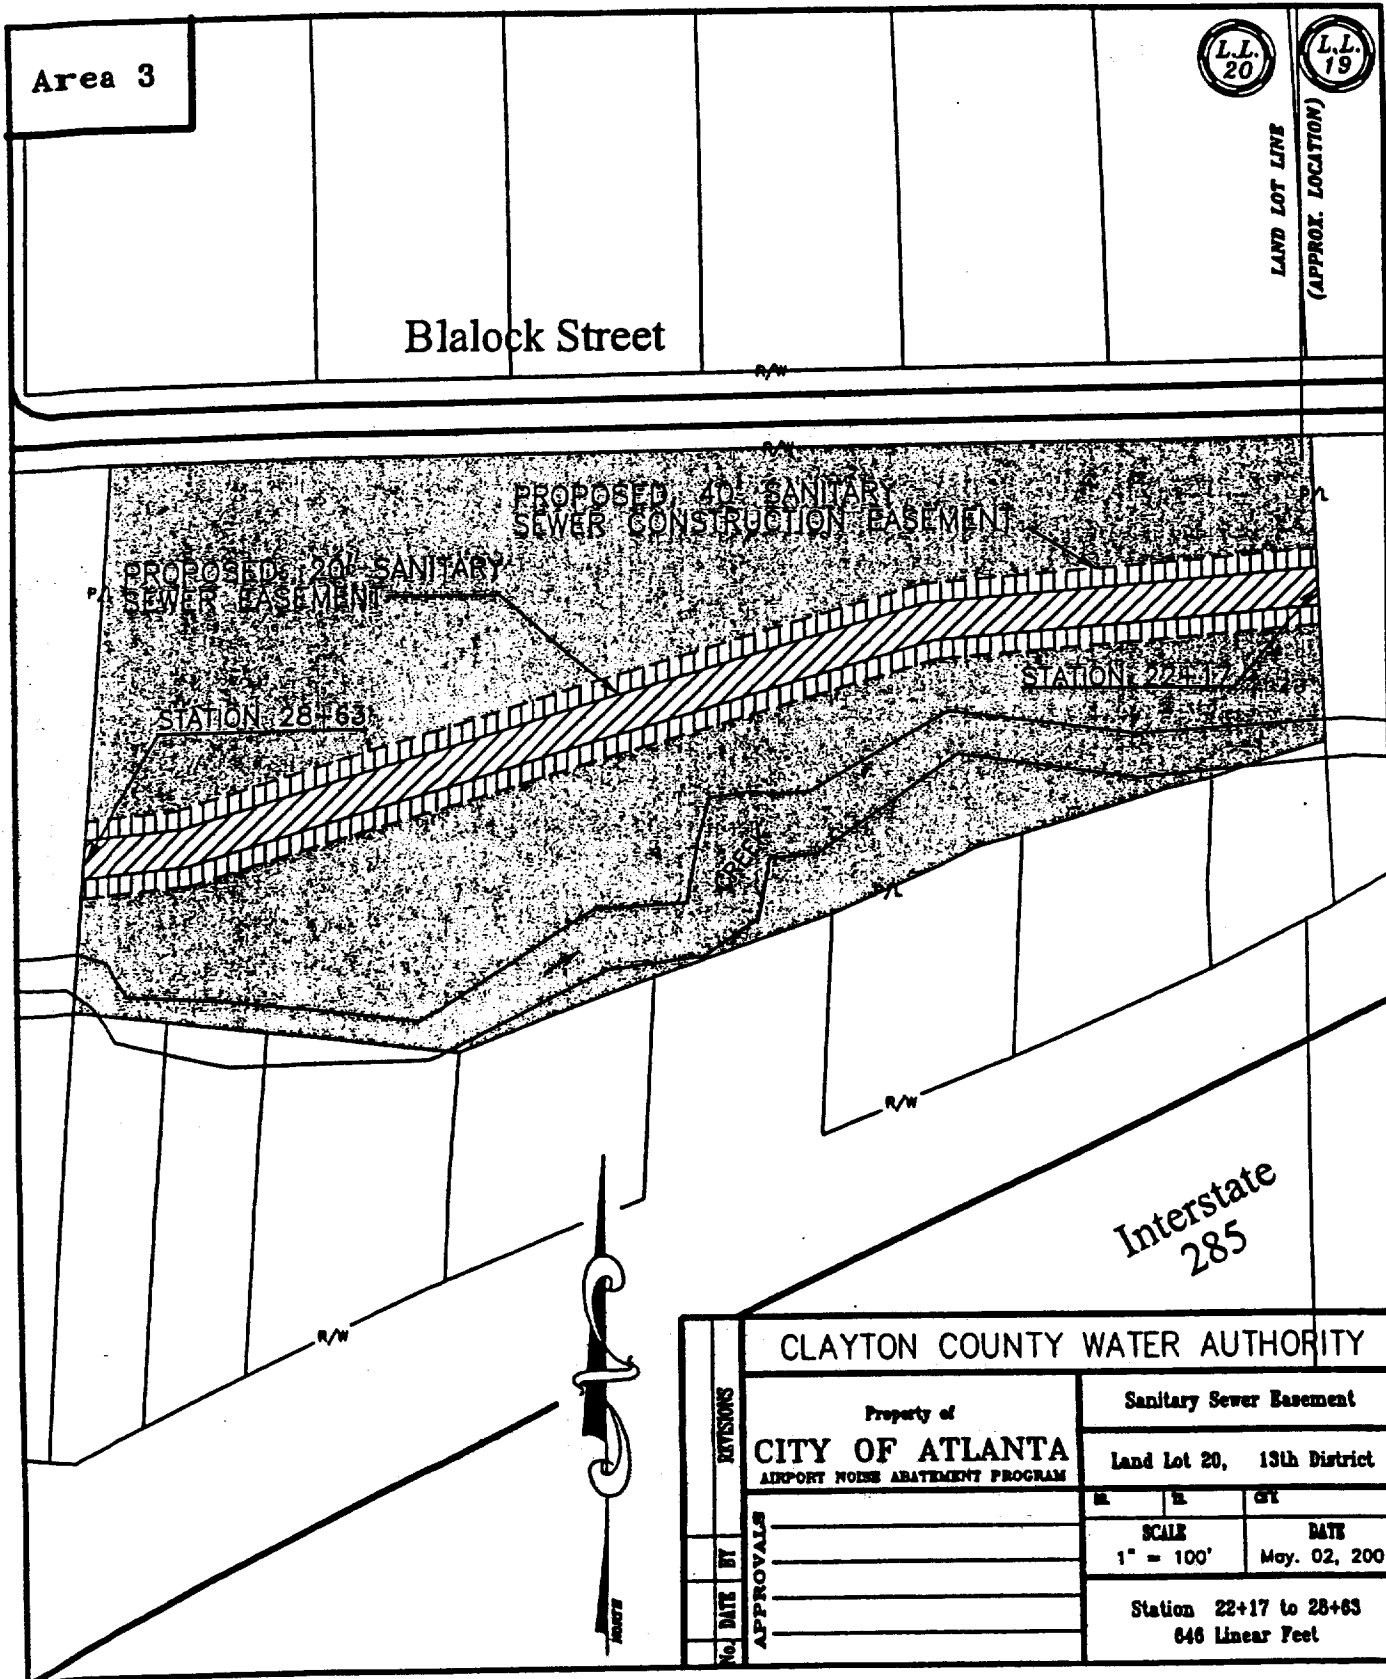 Area 3
L.L.
20
L.L.
19
LAND LOT LINE
(APPROX. LOCATION)
Blalock Street
R/W
R/W
PROPOSED 40' SANITARY
SEWER CONSTRUCTION EASEMENT
P/L
PROPOSED 20' SANITARY
SEWER EASEMENT
P/L
STATION 22+17
STATION 28+63
CREEK
P/L
R/W
Interstate
285
R/W
NORTH
CLAYTON COUNTY WATER AUTHORITY
REVISIONS
No. DATE BY
Property of
CITY OF ATLANTA
AIRPORT NOISE ABATEMENT PROGRAM
APPROVALS
Sanitary Sewer Easement
Land Lot 20, 13th District
SCALE
1" = 100'
DATE
May. 02, 200
Station 22+17 to 28+63
646 Linear Feet